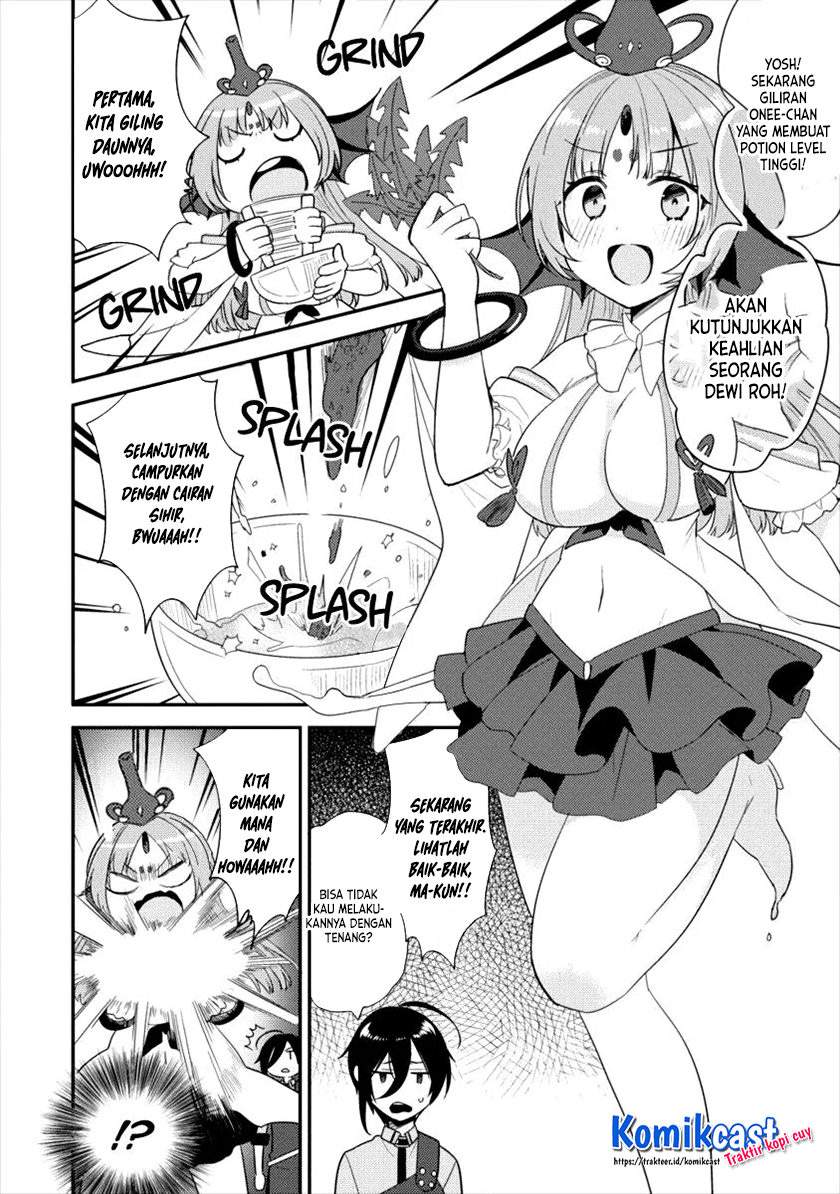 YOSH!
SEKARANG
GILIRAN
ONEE-CHAN
YANG MEMBUAT
POTION LEVEL
TINGGI!
AKAN
KUTUNJUKKAN
KEAHLIAN
SEORANG
DEWI ROH!
GRIND
PERTAMA,
KITA GILING
DAUNNYA,
UWOOOHHH!
GRIND
SPLASH
SELANJUTNYA,
CAMPURKAN
DENGAN CAIRAN
SIHIR,
BWUAAAH!!
SPLASH
SEKARANG
YANG TERAKHIR.
LIHATLAH
BAIK-BAIK,
MA-KUN!!
BISA TIDAK
KAU MELAKU-
KANNYA DENGAN
TENANG?
KITA
GUNAKAN
MANA
DAN
HOWAAAHH!!
!?
Komikcast
Traktir kopi cuy
https://trakteer.id/komikcast